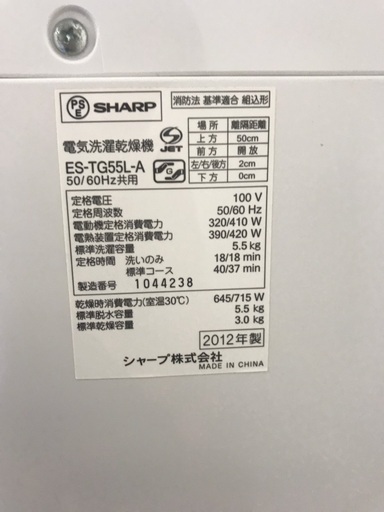 PS E SHARP
消防法 基準適合 組込形
場所 離隔距離
上方 50cm
前方 開放
左右/後方 2cm
下方 0cm
電気洗濯乾燥機 S JET
ES-TG55L-A
50/60Hz共用 SG
定格電圧 100 V
定格周波数 50/60 Hz
電動機定格消費電力 320/410 W
電熱装置定格消費電力 390/420 W
標準洗濯容量 5.5 kg
定格時間 洗いのみ 18/18 min
標準コース 40/37 min
製造番号 1044238
乾燥時消費電力(室温30℃) 645/715 W
標準脱水容量 5.5 kg
標準乾燥容量 3.0 kg
2012年製
シャープ株式会社
MADE IN CHINA